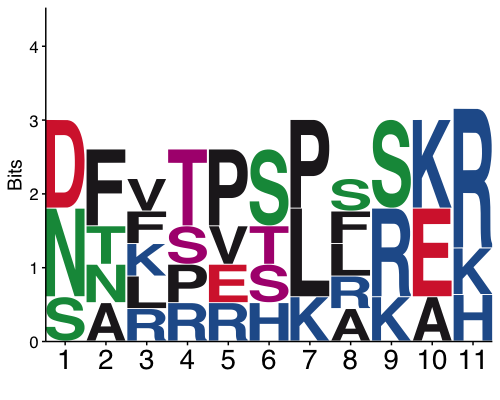 Bits
4
3
2
1
0
D N S
F T N A
V F K L R
T S P R
P V E R
S T S H
P L K
S F L R A
S R K
K E A
R K H
1 2 3 4 5 6 7 8 9 10 11